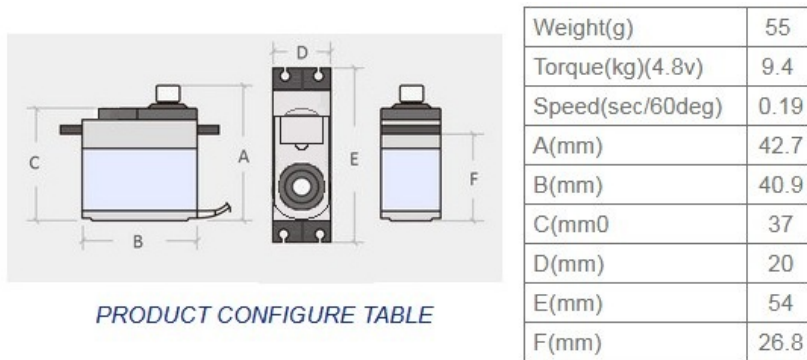 D
C
A
B
E
F
PRODUCT CONFIGURE TABLE
Weight(g) 55
Torque(kg)(4.8v) 9.4
Speed(sec/60deg) 0.19
A(mm) 42.7
B(mm) 40.9
C(mm0 37
D(mm) 20
E(mm) 54
F(mm) 26.8